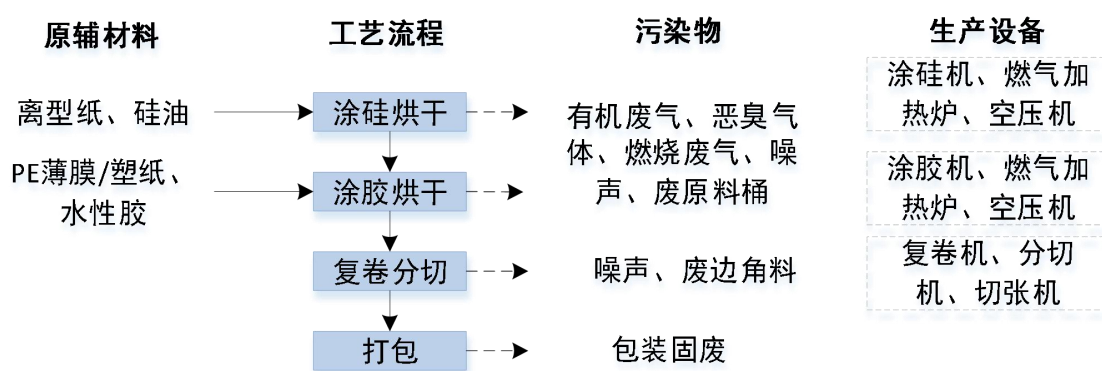 原辅材料 工艺流程 污染物 生产设备
离型纸、硅油
涂硅烘干
有机废气、恶臭气
体、燃烧废气、噪
声、废原料桶
涂硅机、燃气加
热炉、空压机
PE薄膜/塑纸、
水性胶
涂胶烘干
涂胶机、燃气加
热炉、空压机
复卷分切
噪声、废边角料
复卷机、分切
机、切张机
打包
包装固废